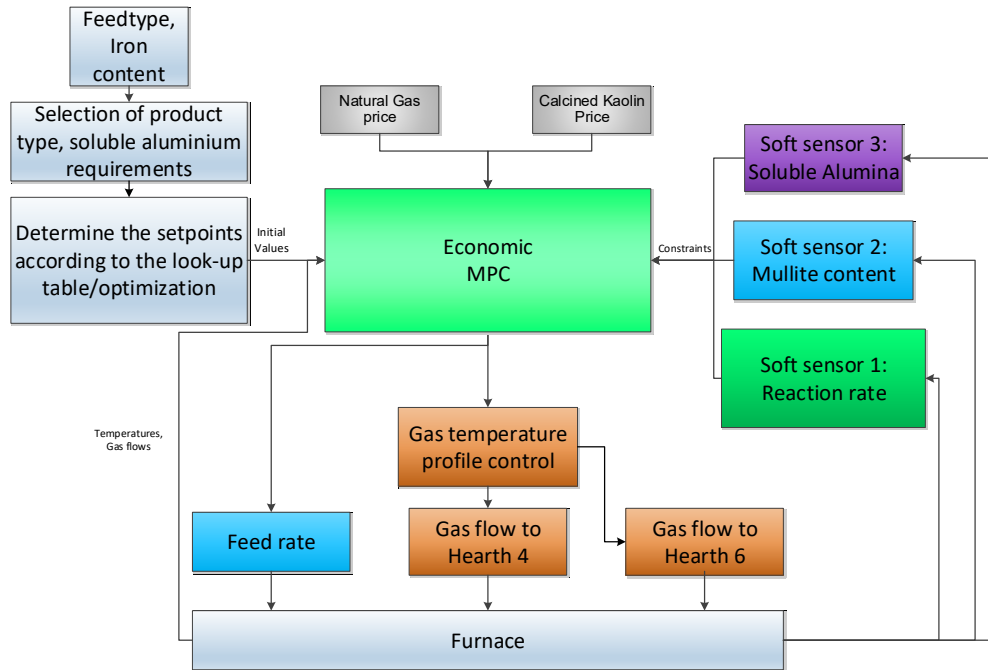 Feedtype,
Iron
content
Selection of product
type, soluble aluminium
requirements
Determine the setpoints
according to the look-up
table/optimization
Natural Gas
price
Calcined Kaolin
Price
Initial
Values
Economic
MPC
Constraints
Soft sensor 3:
Soluble Alumina
Soft sensor 2:
Mullite content
Soft sensor 1:
Reaction rate
Temperatures,
Gas flows
Gas temperature
profile control
Feed rate
Gas flow to
Hearth 4
Gas flow to
Hearth 6
Furnace